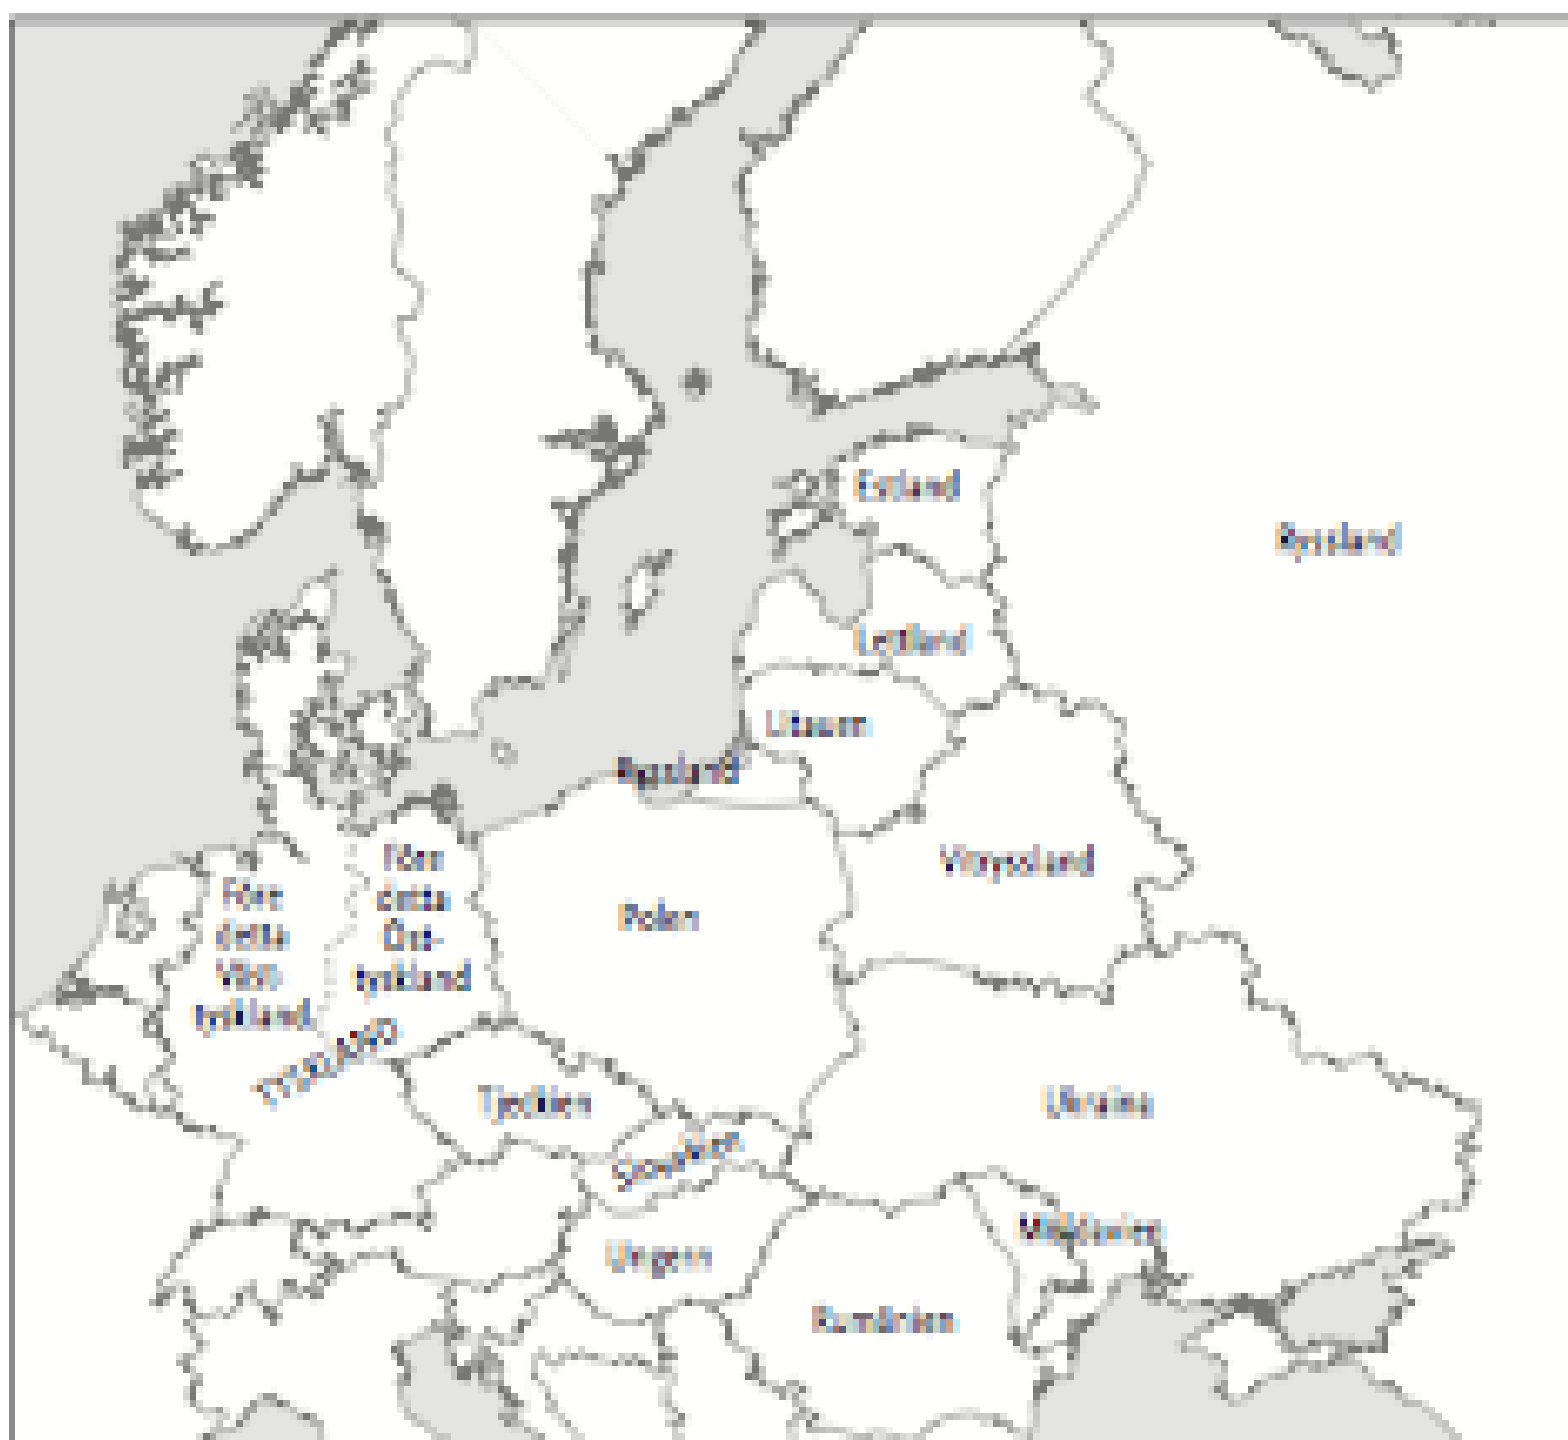 Estland
Ryssland
Lettland
Litauen
Ryssland
Före
detta
Öst-
tyskland
Vitryssland
Före
detta
Väst-
tyskland
Polen
TYSKLAND
Tjeckien
Ukraina
Slovakien
Moldavien
Ungern
Rumänien